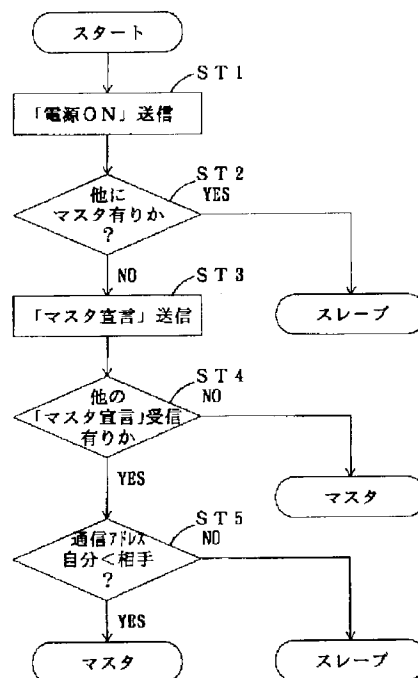 スタート
ST1
「電源ON」送信
ST2
他に
マスタ有りか
?
YES
NO
スレーブ
ST3
「マスタ宣言」送信
ST4
他の
「マスタ宣言」受信
有りか
NO
YES
マスタ
ST5
通信アドレス
自分<相手
?
NO
YES
マスタ
スレーブ